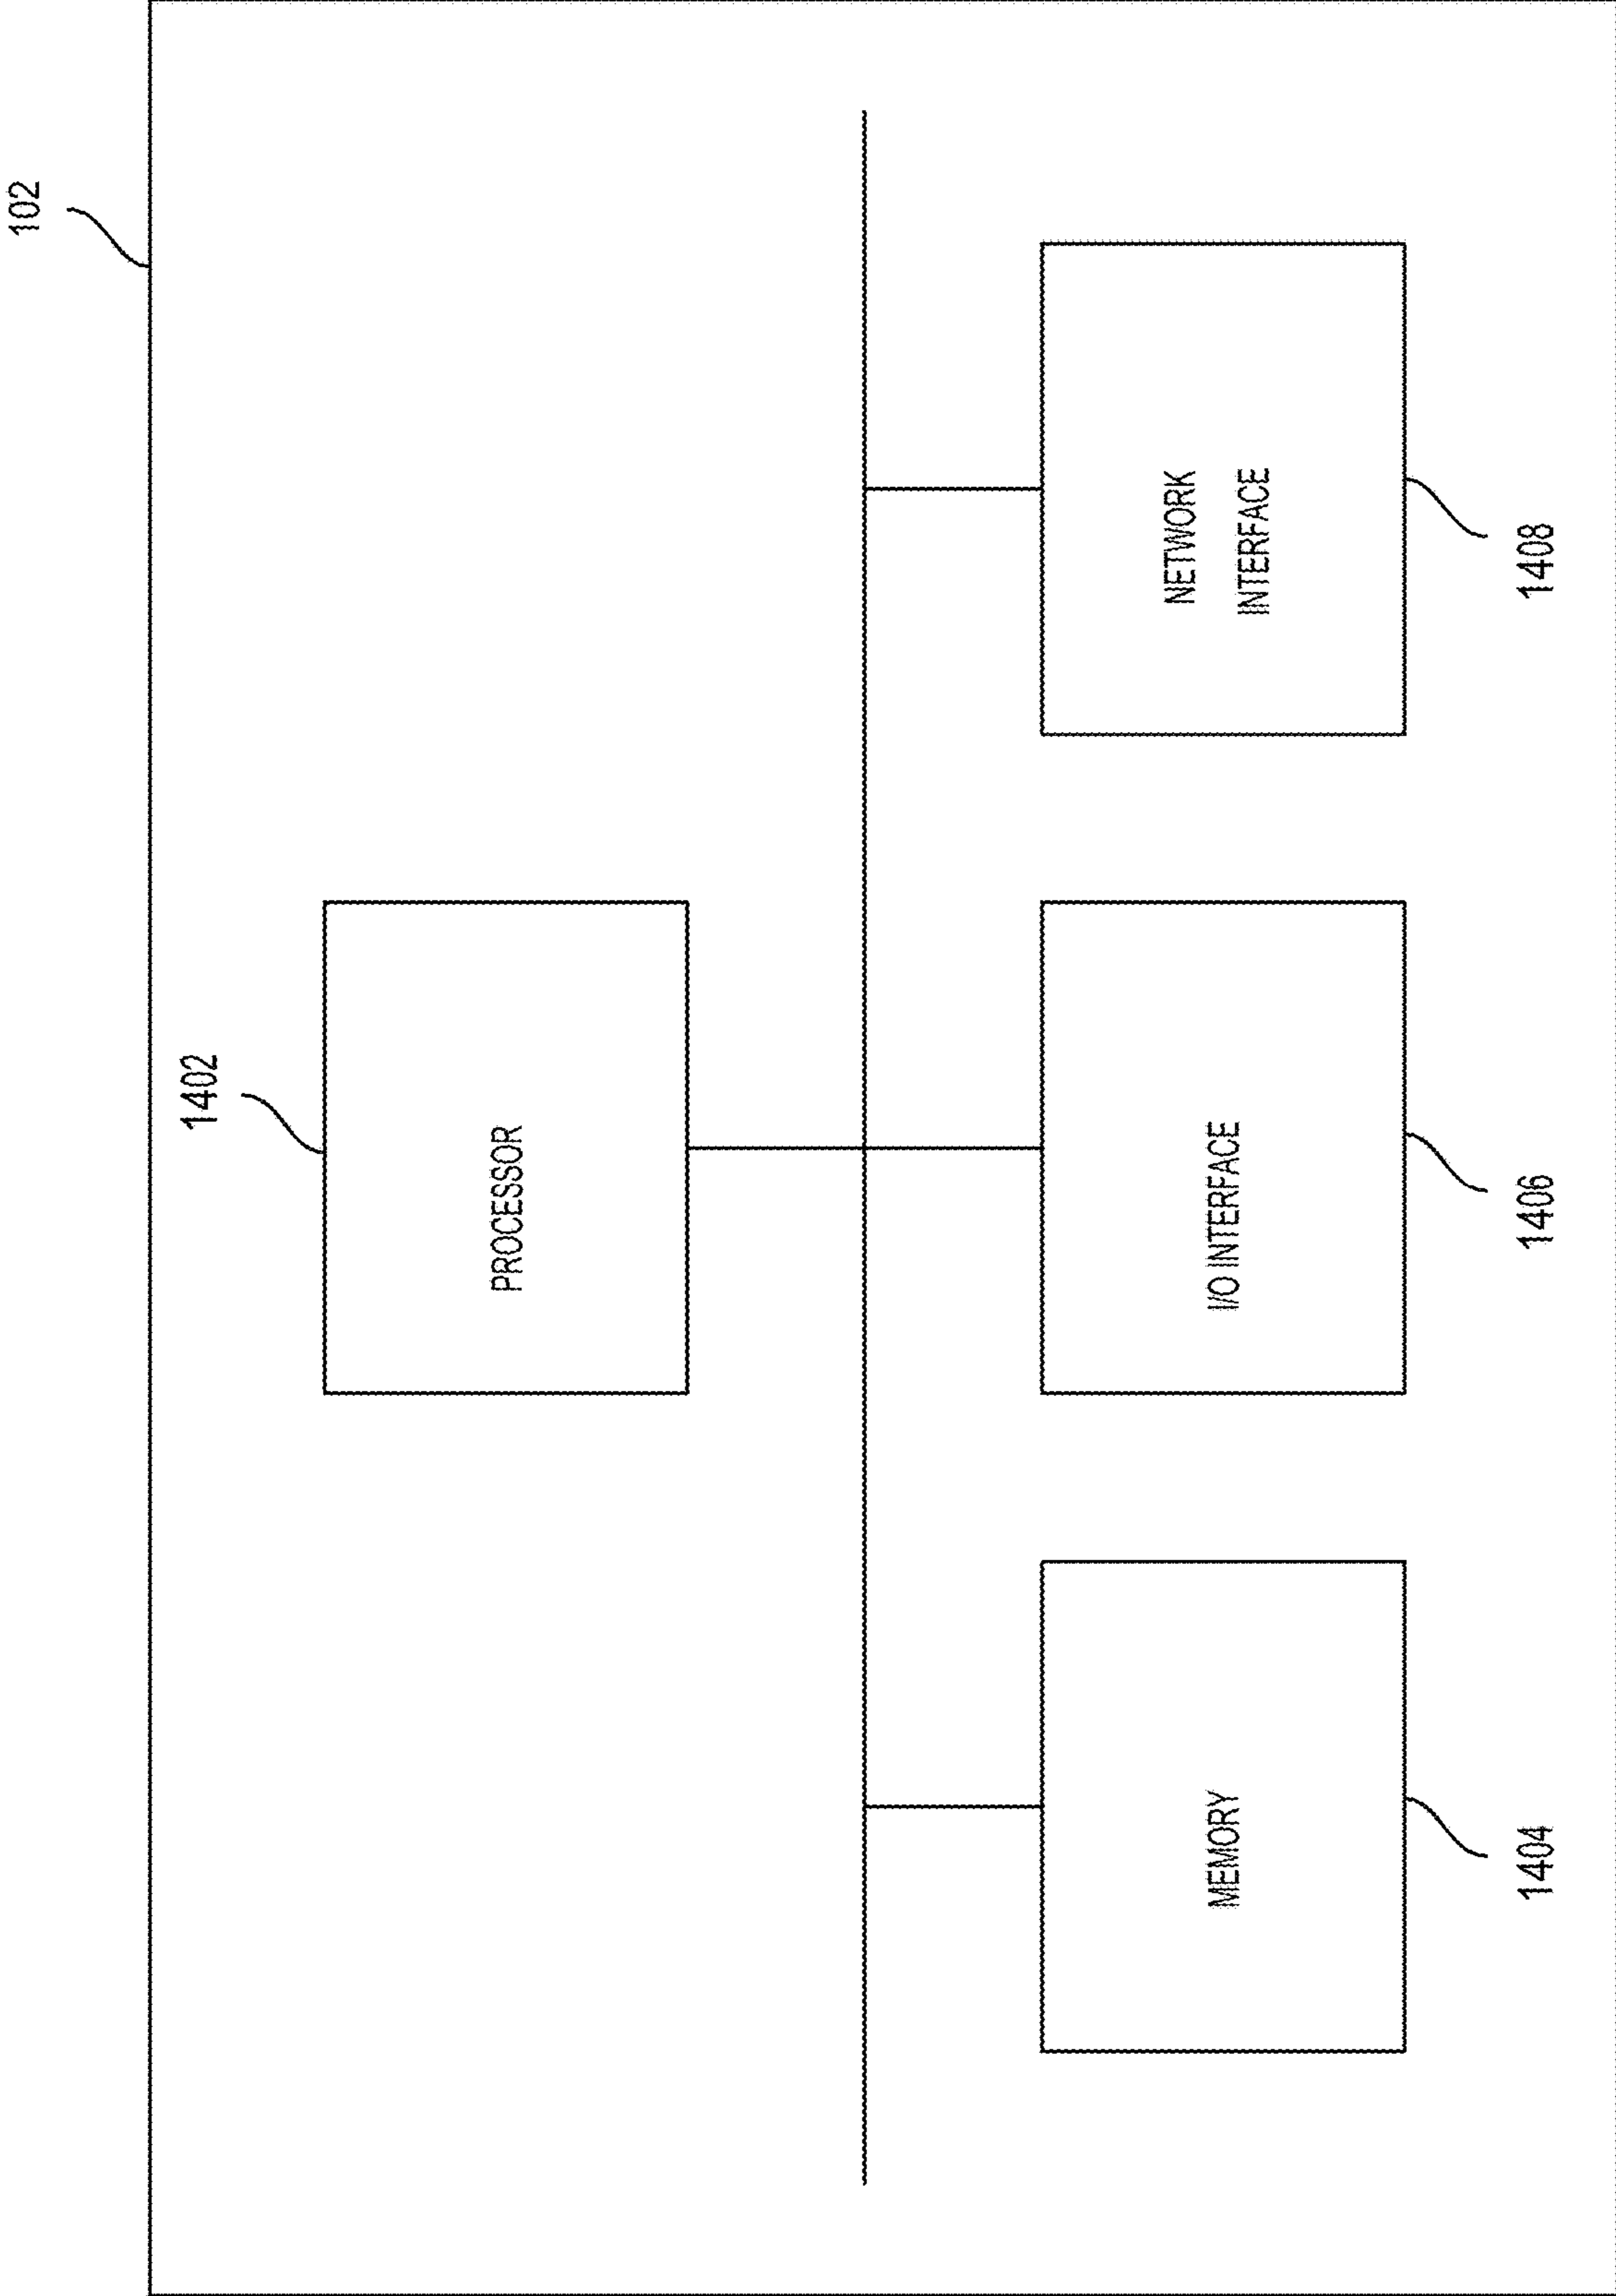 102
1402
PROCESSOR
MEMORY
I/O INTERFACE
NETWORK
INTERFACE
1404
1406
1408